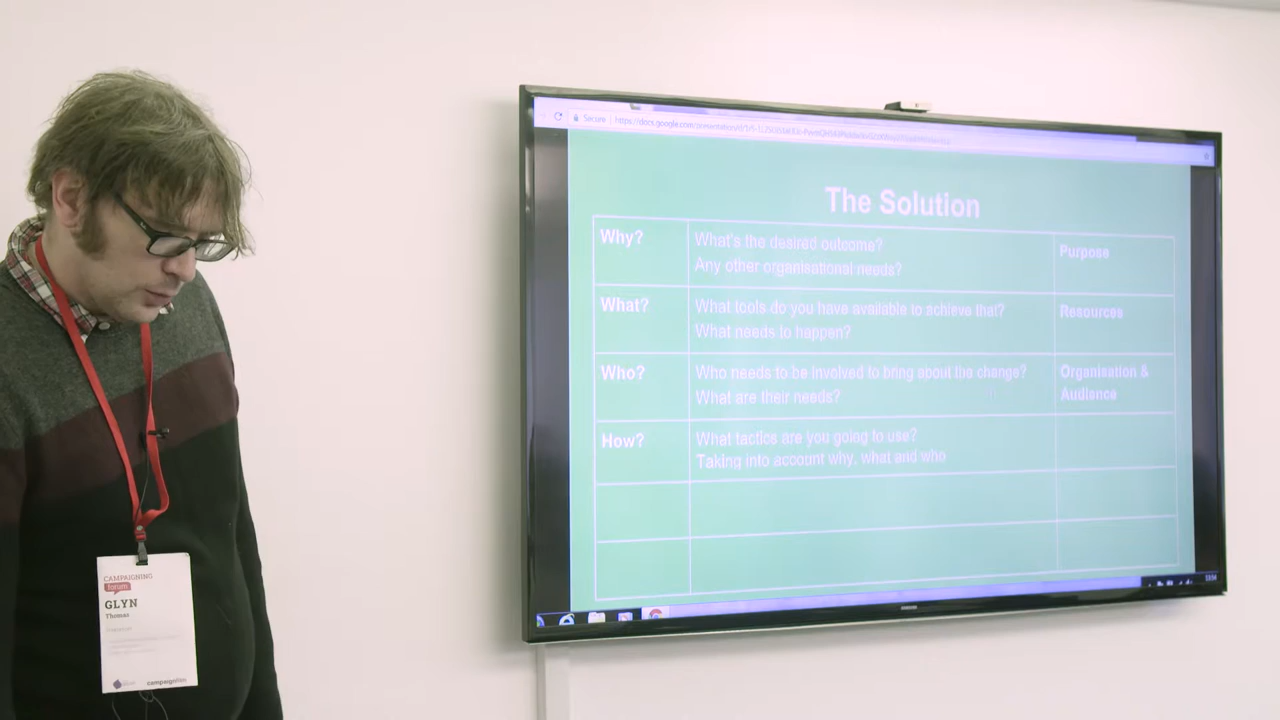 Secure
The Solution
Why?
What's the desired outcome?
Any other organisational needs?
Purpose
What?
What tools do you have available to achieve that?
What needs to happen?
Resources
Who?
Who needs to be involved to bring about the change?
What are their needs?
Organisation &
Audience
How?
What tactics are you going to use?
Taking into account why, what and who
CAMPAIGNING
forum
GLYN
Thomas
campaignfilms
SAMSUNG